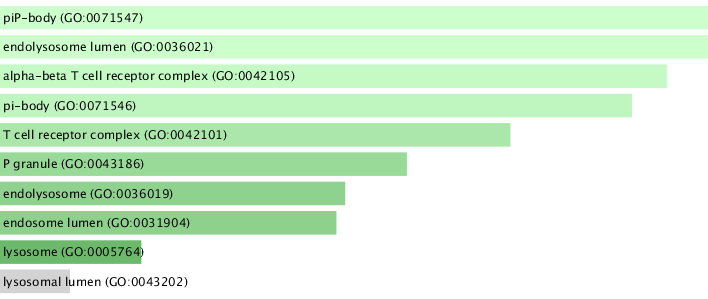 piP-body (GO:0071547)
endolysosome lumen (GO:0036021)
alpha-beta T cell receptor complex (GO:0042105)
pi-body (GO:0071546)
T cell receptor complex (GO:0042101)
P granule (GO:0043186)
endolysosome (GO:0036019)
endosome lumen (GO:0031904)
lysosome (GO:0005764)
lysosomal lumen (GO:0043202)